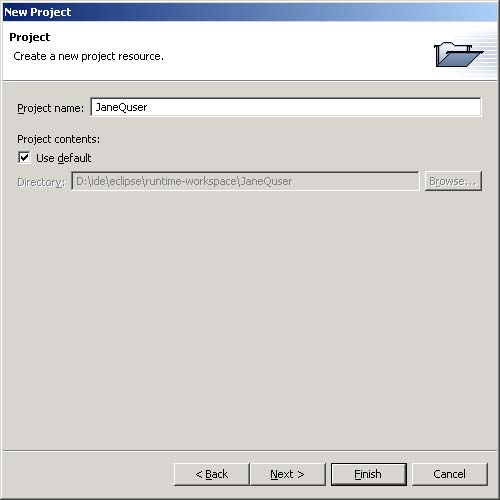 New Project
Project
Create a new project resource.
Project name: JaneQuser
Project contents:
Use default
Directory: D:\ide\eclipse\runtime-workspace\JaneQuser Browse...
< Back Next > Finish Cancel